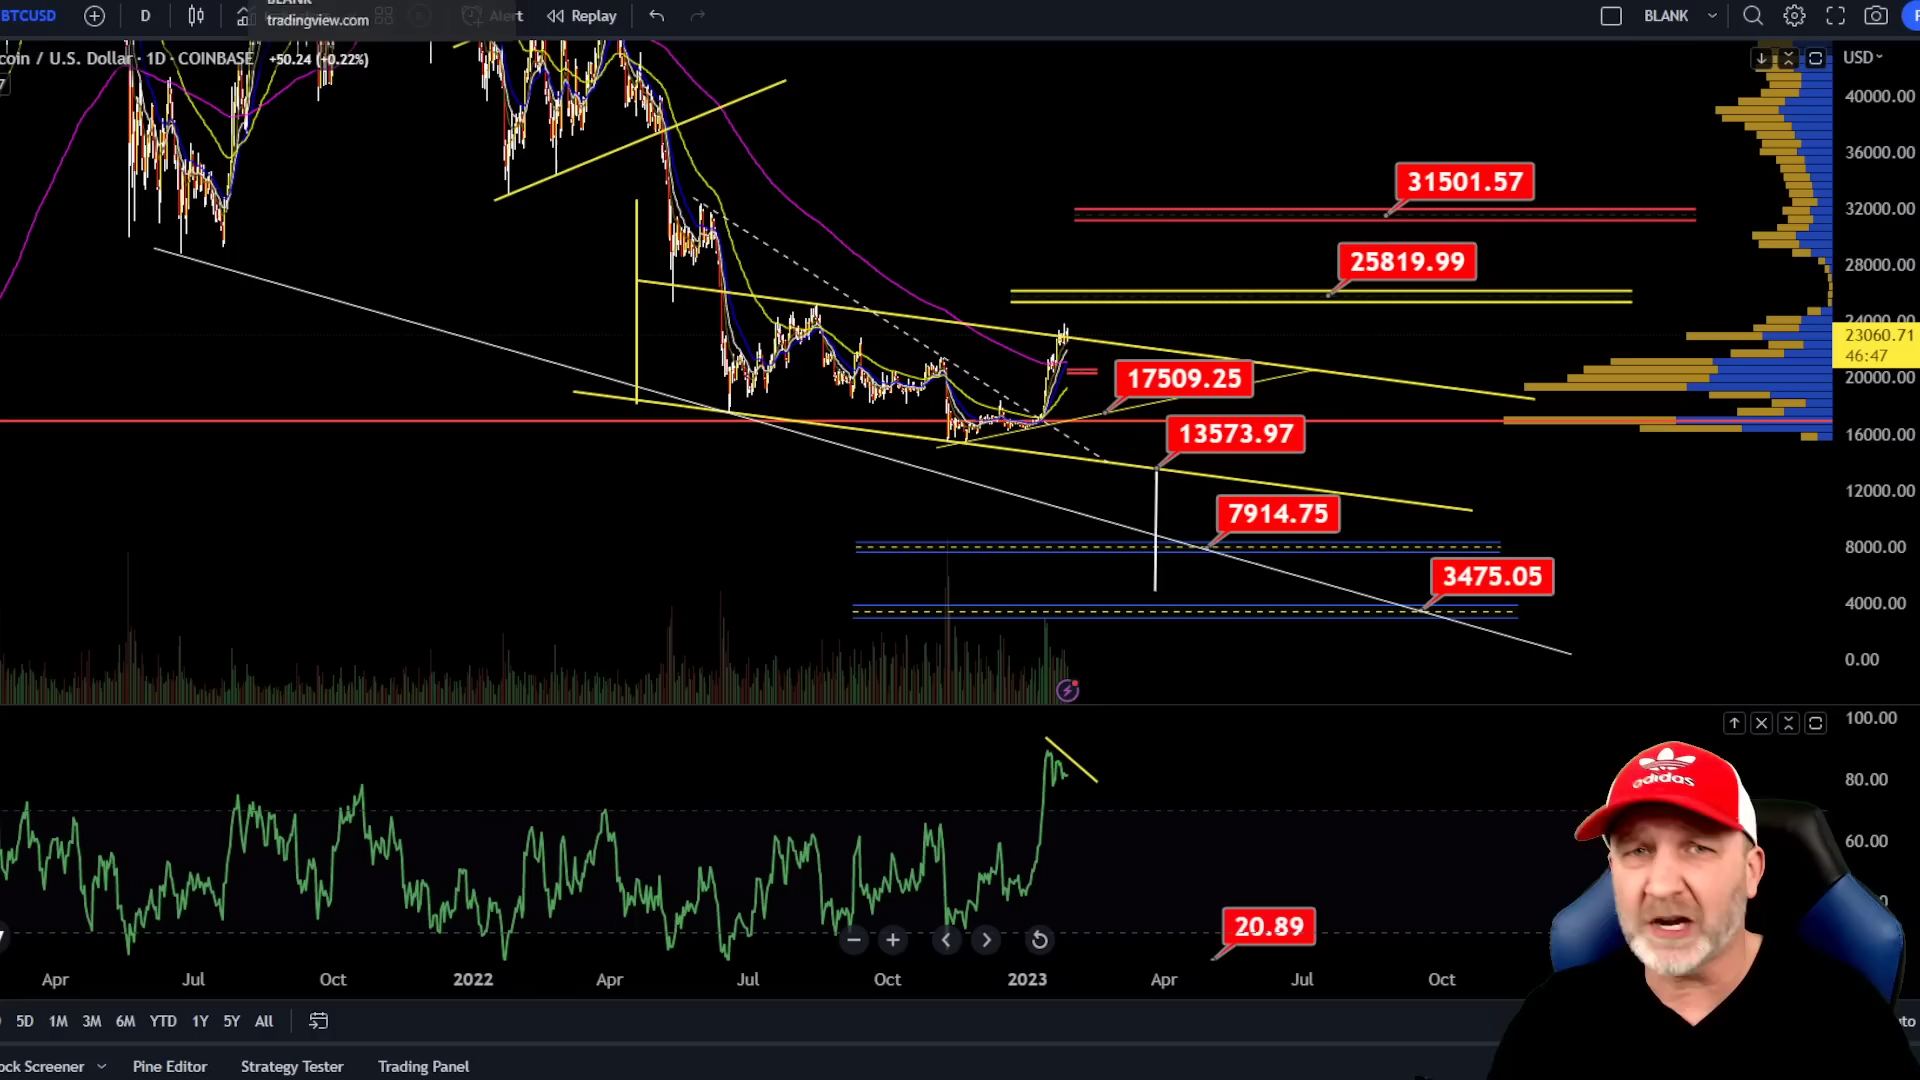 BTCUSD
D
BLANK
tradingview.com
Alert
Replay
BLANK
coin / U.S. Dollar · 1D · COINBASE +50.24 (+0.22%)
USD
40000.00
36000.00
32000.00
28000.00
24000.00
23060.71
46:47
20000.00
16000.00
12000.00
8000.00
4000.00
0.00
31501.57
25819.99
17509.25
13573.97
7914.75
3475.05
100.00
80.00
60.00
adidas
20.89
Apr Jul Oct 2022 Apr Jul Oct 2023 Apr Jul Oct
5D 1M 3M 6M YTD 1Y 5Y All
ock Screener Pine Editor Strategy Tester Trading Panel